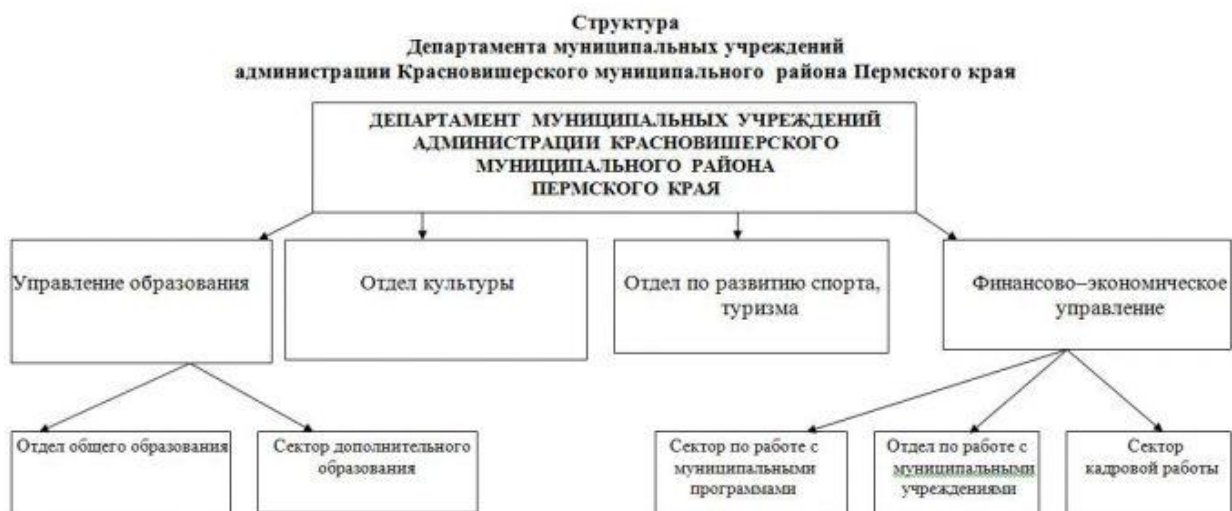 Структура
Департамента муниципальных учреждений
администрации Красновишерского муниципального района Пермского края
ДЕПАРТАМЕНТ МУНИЦИПАЛЬНЫХ УЧРЕЖДЕНИЙ
АДМИНИСТРАЦИИ КРАСНОВИШЕРСКОГО
МУНИЦИПАЛЬНОГО РАЙОНА
ПЕРМСКОГО КРАЯ
Управление образования
Отдел культуры
Отдел по развитию спорта,
туризма
Финансово–экономическое
управление
Отдел общего образования
Сектор дополнительного
образования
Сектор по работе с
муниципальными
программами
Отдел по работе с
муниципальными
учреждениями
Сектор
кадровой работы